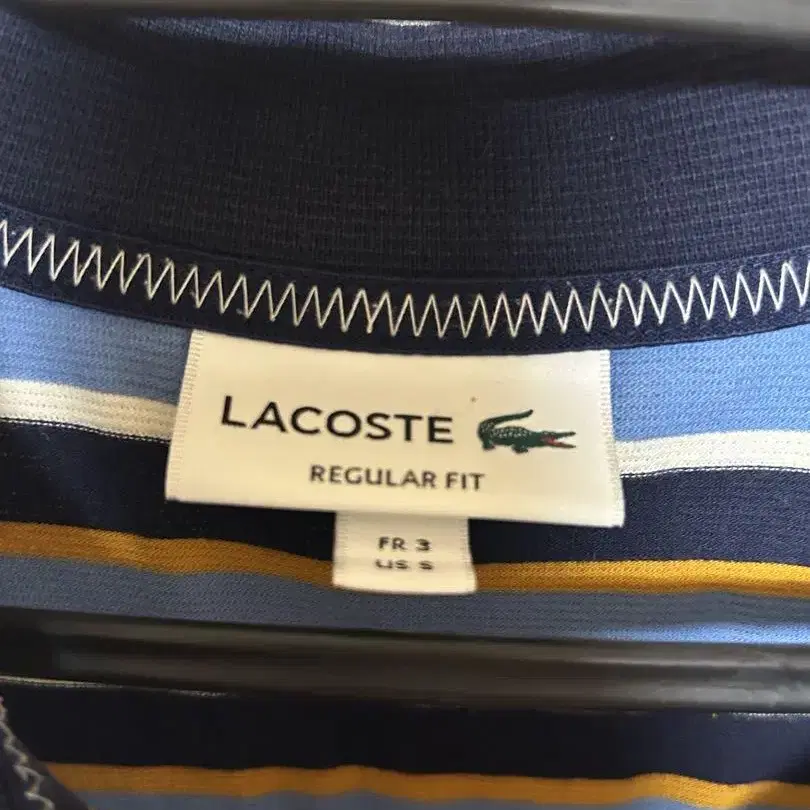 LACOSTE
REGULAR FIT
FR 3
US S